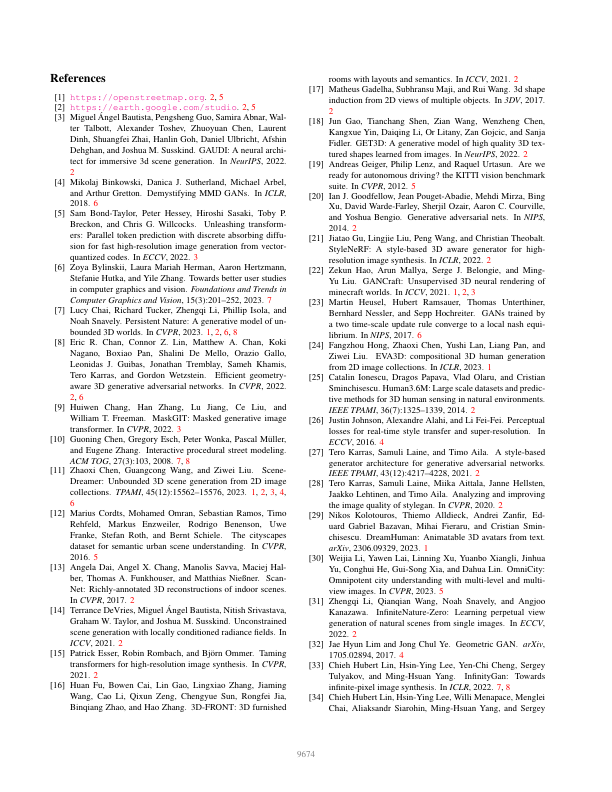 References
[1] https://openstreetmap.org. 2, 5
[2] https://earth.google.com/studio. 2, 5
[3] Miguel Ángel Bautista, Pengsheng Guo, Samira Abnar, Wal-
ter Talbott, Alexander Toshev, Zhuoyuan Chen, Laurent
Dinh, Shuangfei Zhai, Hanlin Goh, Daniel Ulbricht, Afshin
Dehghan, and Joshua M. Susskind. GAUDI: A neural archi-
tect for immersive 3d scene generation. In NeurIPS, 2022.
2
[4] Mikolaj Binkowski, Danica J. Sutherland, Michael Arbel,
and Arthur Gretton. Demystifying MMD GANs. In ICLR,
2018. 6
[5] Sam Bond-Taylor, Peter Hessey, Hiroshi Sasaki, Toby P.
Breckon, and Chris G. Willcocks. Unleashing transform-
ers: Parallel token prediction with discrete absorbing diffu-
sion for fast high-resolution image generation from vector-
quantized codes. In ECCV, 2022. 3
[6] Zoya Bylinskii, Laura Mariah Herman, Aaron Hertzmann,
Stefanie Hutka, and Yile Zhang. Towards better user studies
in computer graphics and vision. Foundations and Trends in
Computer Graphics and Vision, 15(3):201–252, 2023. 7
[7] Lucy Chai, Richard Tucker, Zhengqi Li, Phillip Isola, and
Noah Snavely. Persistent Nature: A generative model of un-
bounded 3D worlds. In CVPR, 2023. 1, 2, 6, 8
[8] Eric R. Chan, Connor Z. Lin, Matthew A. Chan, Koki
Nagano, Boxiao Pan, Shalini De Mello, Orazio Gallo,
Leonidas J. Guibas, Jonathan Tremblay, Sameh Khamis,
Tero Karras, and Gordon Wetzstein. Efficient geometry-
aware 3D generative adversarial networks. In CVPR, 2022.
2, 6
[9] Huiwen Chang, Han Zhang, Lu Jiang, Ce Liu, and
William T. Freeman. MaskGIT: Masked generative image
transformer. In CVPR, 2022. 3
[10] Guoning Chen, Gregory Esch, Peter Wonka, Pascal Müller,
and Eugene Zhang. Interactive procedural street modeling.
ACM TOG, 27(3):103, 2008. 7, 8
[11] Zhaoxi Chen, Guangcong Wang, and Ziwei Liu. Scene-
Dreamer: Unbounded 3D scene generation from 2D image
collections. TPAMI, 45(12):15562–15576, 2023. 1, 2, 3, 4,
6
[12] Marius Cordts, Mohamed Omran, Sebastian Ramos, Timo
Rehfeld, Markus Enzweiler, Rodrigo Benenson, Uwe
Franke, Stefan Roth, and Bernt Schiele. The cityscapes
dataset for semantic urban scene understanding. In CVPR,
2016. 5
[13] Angela Dai, Angel X. Chang, Manolis Savva, Maciej Hal-
ber, Thomas A. Funkhouser, and Matthias Nießner. Scan-
Net: Richly-annotated 3D reconstructions of indoor scenes.
In CVPR, 2017. 2
[14] Terrance DeVries, Miguel Ángel Bautista, Nitish Srivastava,
Graham W. Taylor, and Joshua M. Susskind. Unconstrained
scene generation with locally conditioned radiance fields. In
ICCV, 2021. 2
[15] Patrick Esser, Robin Rombach, and Björn Ommer. Taming
transformers for high-resolution image synthesis. In CVPR,
2021. 2
[16] Huan Fu, Bowen Cai, Lin Gao, Lingxiao Zhang, Jiaming
Wang, Cao Li, Qixun Zeng, Chengyue Sun, Rongfei Jia,
Binqiang Zhao, and Hao Zhang. 3D-FRONT: 3D furnished
rooms with layouts and semantics. In ICCV, 2021. 2
[17] Matheus Gadelha, Subhransu Maji, and Rui Wang. 3d shape
induction from 2D views of multiple objects. In 3DV, 2017.
2
[18] Jun Gao, Tianchang Shen, Zian Wang, Wenzheng Chen,
Kangxue Yin, Daiqing Li, Or Litany, Zan Gojcic, and Sanja
Fidler. GET3D: A generative model of high quality 3D tex-
tured shapes learned from images. In NeurIPS, 2022. 2
[19] Andreas Geiger, Philip Lenz, and Raquel Urtasun. Are we
ready for autonomous driving? the KITTI vision benchmark
suite. In CVPR, 2012. 5
[20] Ian J. Goodfellow, Jean Pouget-Abadie, Mehdi Mirza, Bing
Xu, David Warde-Farley, Sherjil Ozair, Aaron C. Courville,
and Yoshua Bengio. Generative adversarial nets. In NIPS,
2014. 2
[21] Jiatao Gu, Lingjie Liu, Peng Wang, and Christian Theobalt.
StyleNeRF: A style-based 3D aware generator for high-
resolution image synthesis. In ICLR, 2022. 2
[22] Zekun Hao, Arun Mallya, Serge J. Belongie, and Ming-
Yu Liu. GANCraft: Unsupervised 3D neural rendering of
minecraft worlds. In ICCV, 2021. 1, 2, 3
[23] Martin Heusel, Hubert Ramsauer, Thomas Unterthiner,
Bernhard Nessler, and Sepp Hochreiter. GANs trained by
a two time-scale update rule converge to a local nash equi-
librium. In NIPS, 2017. 6
[24] Fangzhou Hong, Zhaoxi Chen, Yushi Lan, Liang Pan, and
Ziwei Liu. EVA3D: compositional 3D human generation
from 2D image collections. In ICLR, 2023. 1
[25] Catalin Ionescu, Dragos Papava, Vlad Olaru, and Cristian
Sminchisescu. Human3.6M: Large scale datasets and predic-
tive methods for 3D human sensing in natural environments.
IEEE TPAMI, 36(7):1325–1339, 2014. 2
[26] Justin Johnson, Alexandre Alahi, and Li Fei-Fei. Perceptual
losses for real-time style transfer and super-resolution. In
ECCV, 2016. 4
[27] Tero Karras, Samuli Laine, and Timo Aila. A style-based
generator architecture for generative adversarial networks.
IEEE TPAMI, 43(12):4217–4228, 2021. 2
[28] Tero Karras, Samuli Laine, Miika Aittala, Janne Hellsten,
Jaakko Lehtinen, and Timo Aila. Analyzing and improving
the image quality of stylegan. In CVPR, 2020. 2
[29] Nikos Kolotouros, Thiemo Alldieck, Andrei Zanfir, Ed-
uard Gabriel Bazavan, Mihai Fieraru, and Cristian Smin-
chisescu. DreamHuman: Animatable 3D avatars from text.
arXiv, 2306.09329, 2023. 1
[30] Weijia Li, Yawen Lai, Linning Xu, Yuanbo Xiangli, Jinhua
Yu, Conghui He, Gui-Song Xia, and Dahua Lin. OmniCity:
Omnipotent city understanding with multi-level and multi-
view images. In CVPR, 2023. 5
[31] Zhengqi Li, Qianqian Wang, Noah Snavely, and Angjoo
Kanazawa. InfiniteNature-Zero: Learning perpetual view
generation of natural scenes from single images. In ECCV,
2022. 2
[32] Jae Hyun Lim and Jong Chul Ye. Geometric GAN. arXiv,
1705.02894, 2017. 4
[33] Chieh Hubert Lin, Hsin-Ying Lee, Yen-Chi Cheng, Sergey
Tulyakov, and Ming-Hsuan Yang. InfinityGan: Towards
infinite-pixel image synthesis. In ICLR, 2022. 7, 8
[34] Chieh Hubert Lin, Hsin-Ying Lee, Willi Menapace, Menglei
Chai, Aliaksandr Siarohin, Ming-Hsuan Yang, and Sergey
9674